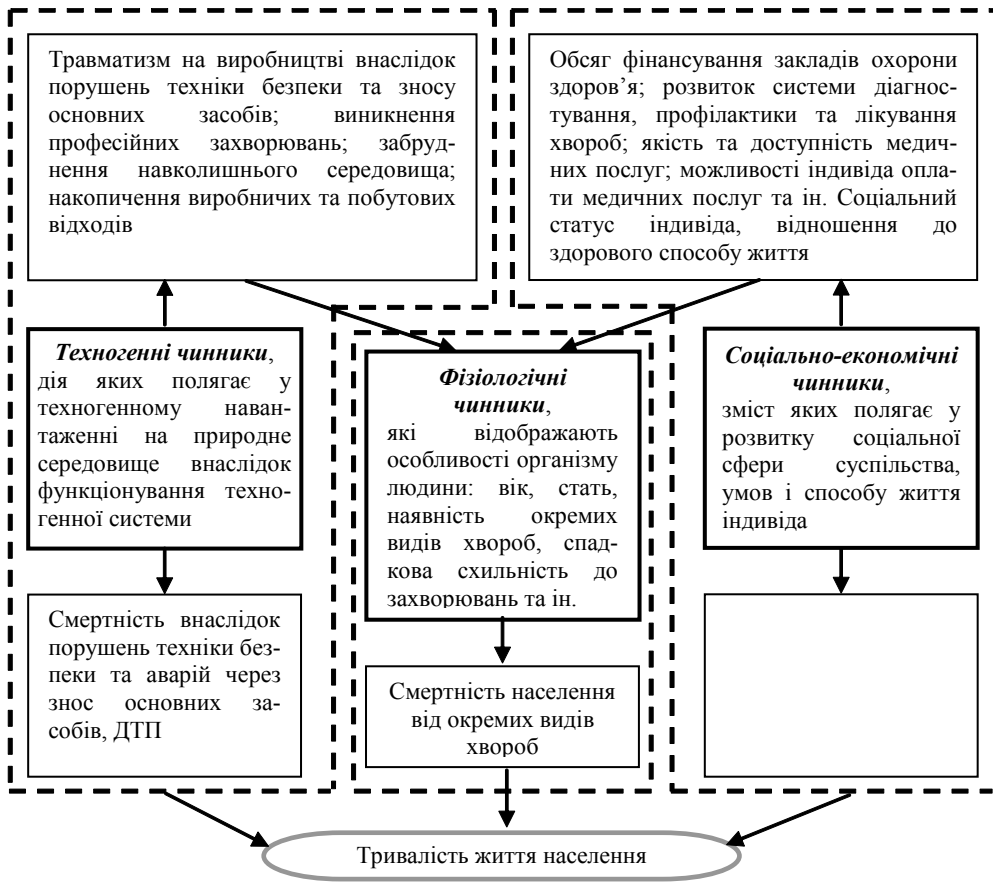 Травматизм на виробництві внаслідок
порушень техніки безпеки та зносу
основних засобів; виникнення
професійних захворювань; забруд-
нення навколишнього середовища;
накопичення виробничих та побутових
відходів
Обсяг фінансування закладів охорони
здоров’я; розвиток системи діагнос-
тування, профілактики та лікування
хвороб; якість та доступність медич-
них послуг; можливості індивіда опла-
ти медичних послуг та ін. Соціальний
статус індивіда, відношення до
здорового способу життя
Техногенні чинники,
дія яких полягає у
техногенному наван-
таженні на природне
середовище внаслідок
функціонування техно-
генної системи
Фізіологічні
чинники,
які відображають
особливості організму
людини: вік, стать,
наявність окремих
видів хвороб, спад-
кова схильність до
захворювань та ін.
Соціально-економічні
чинники,
зміст яких полягає у
розвитку соціальної
сфери суспільства,
умов і способу життя
індивіда
Смертність внаслідок
порушень техніки без-
пеки та аварій через
знос основних за-
собів, ДТП
Смертність населення
від окремих видів
хвороб
Тривалість життя населення